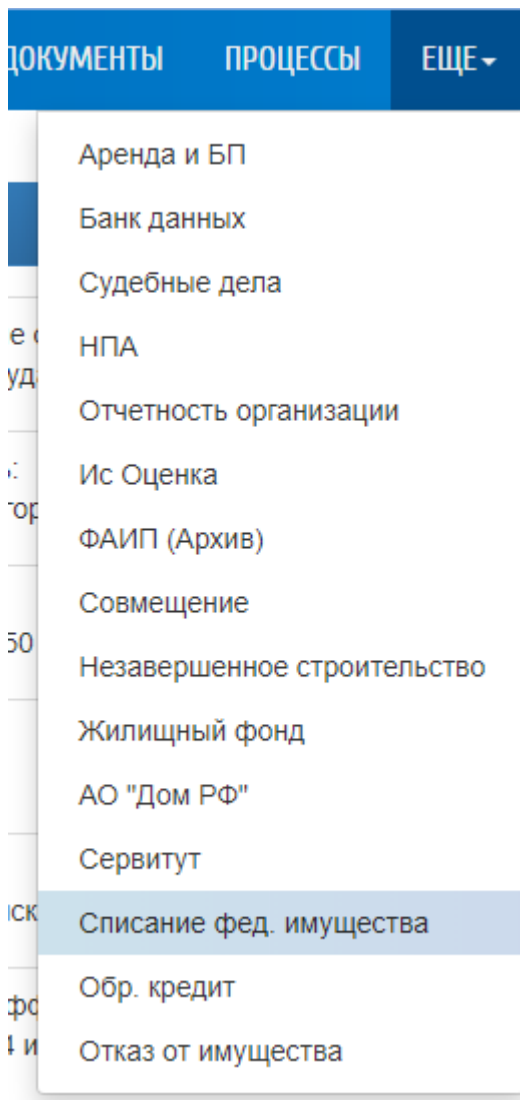 ДОКУМЕНТЫ ПРОЦЕССЫ ЕЩЕ
Аренда и БП
Банк данных
Судебные дела
НПА
Отчетность организации
Ис Оценка
ФАИП (Архив)
Совмещение
50
Незавершенное строительство
Жилищный фонд
АО "Дом РФ"
Сервитут
Списание фед. имущества
Обр. кредит
Отказ от имущества